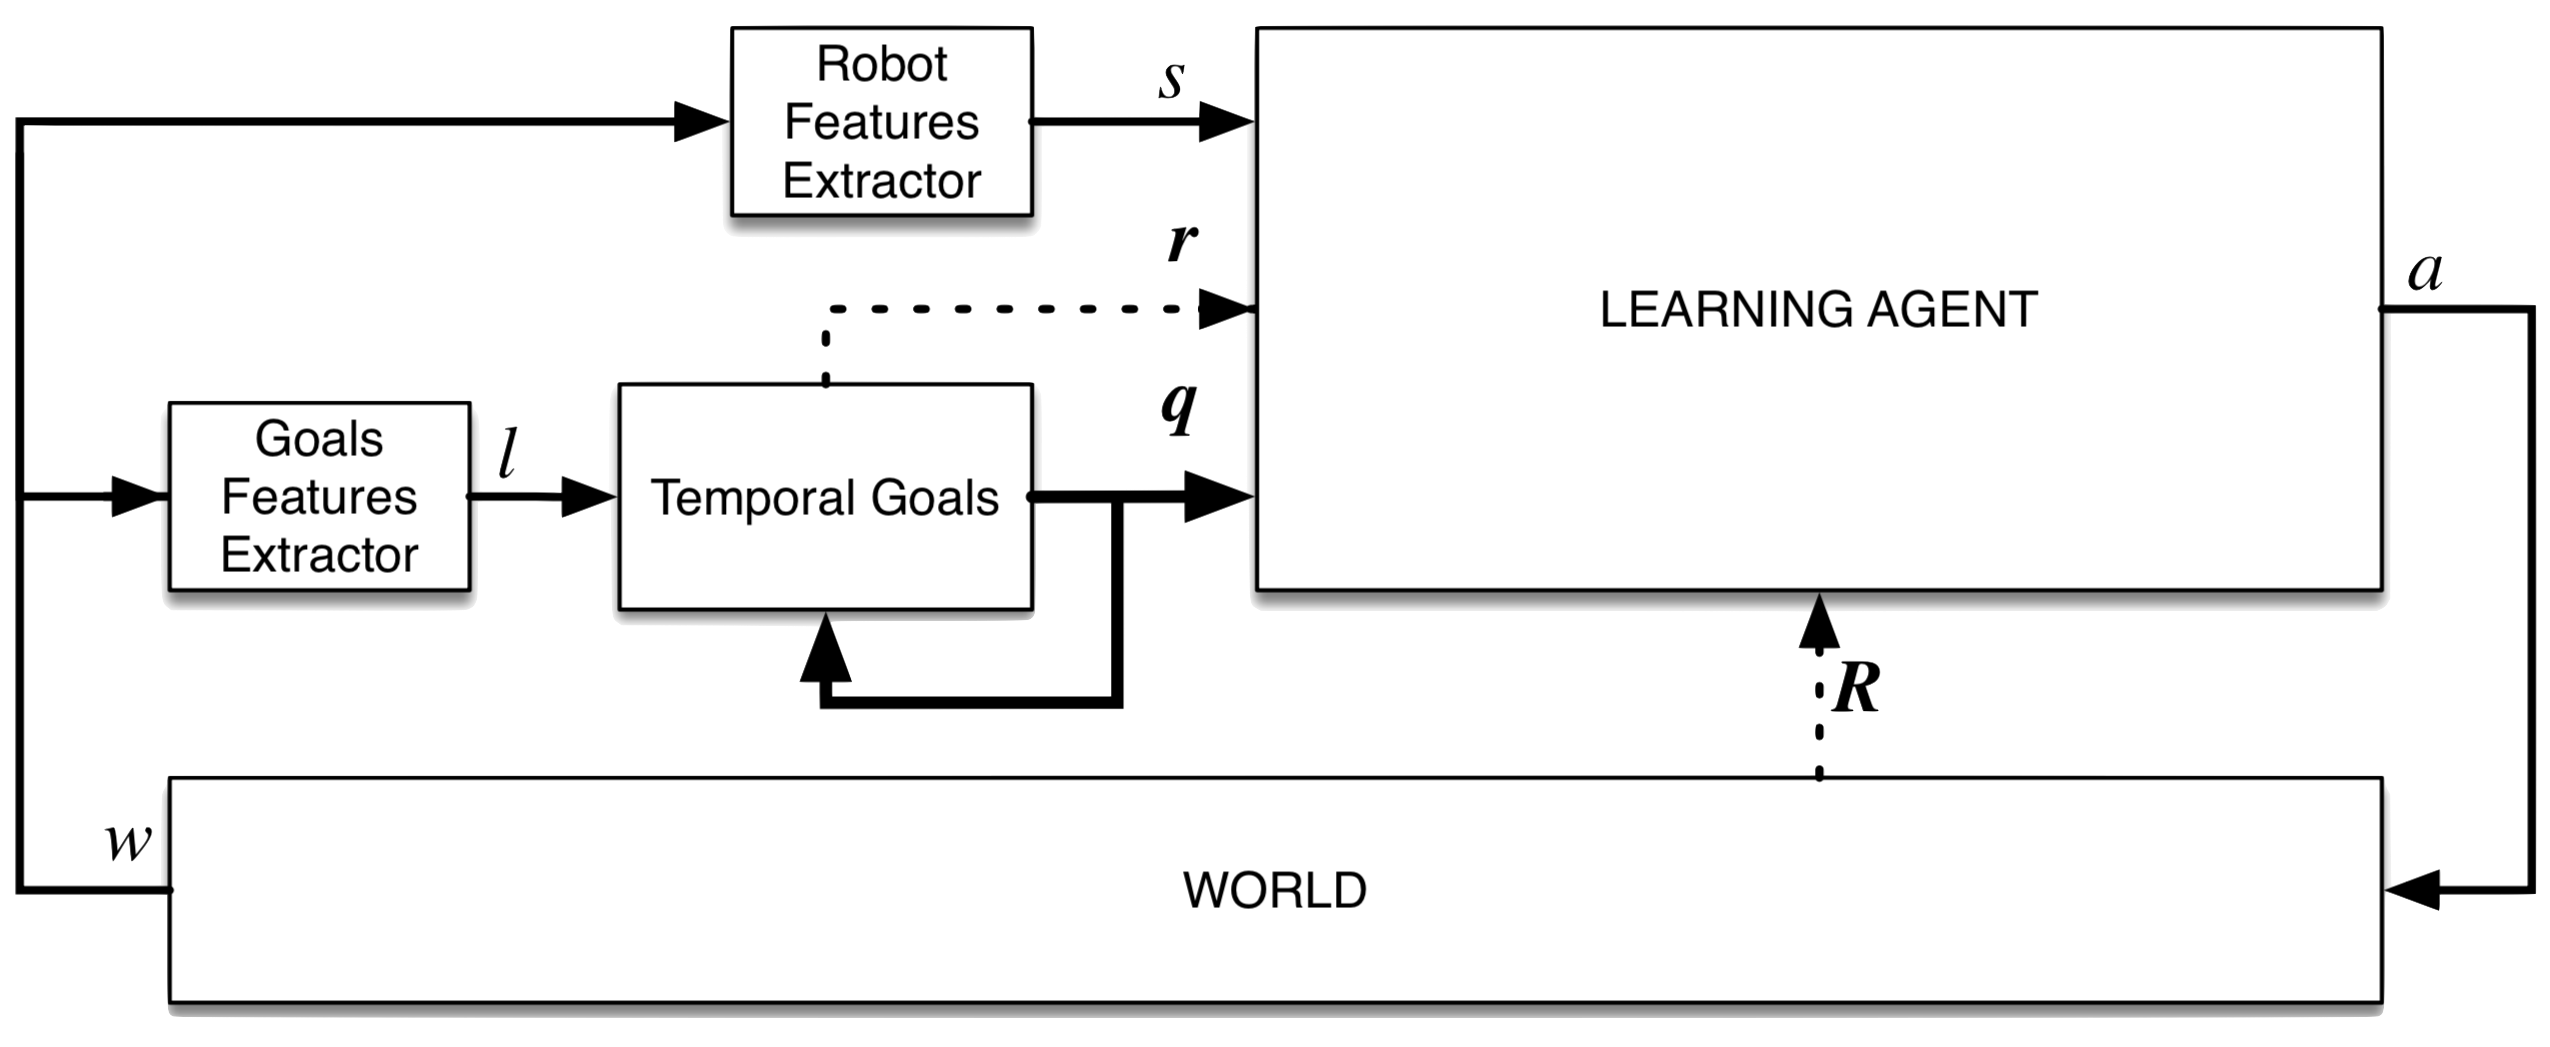 Robot
Features
Extractor
s
r
LEARNING AGENT
a
Goals
Features
Extractor
l
Temporal Goals
q
R
w
WORLD